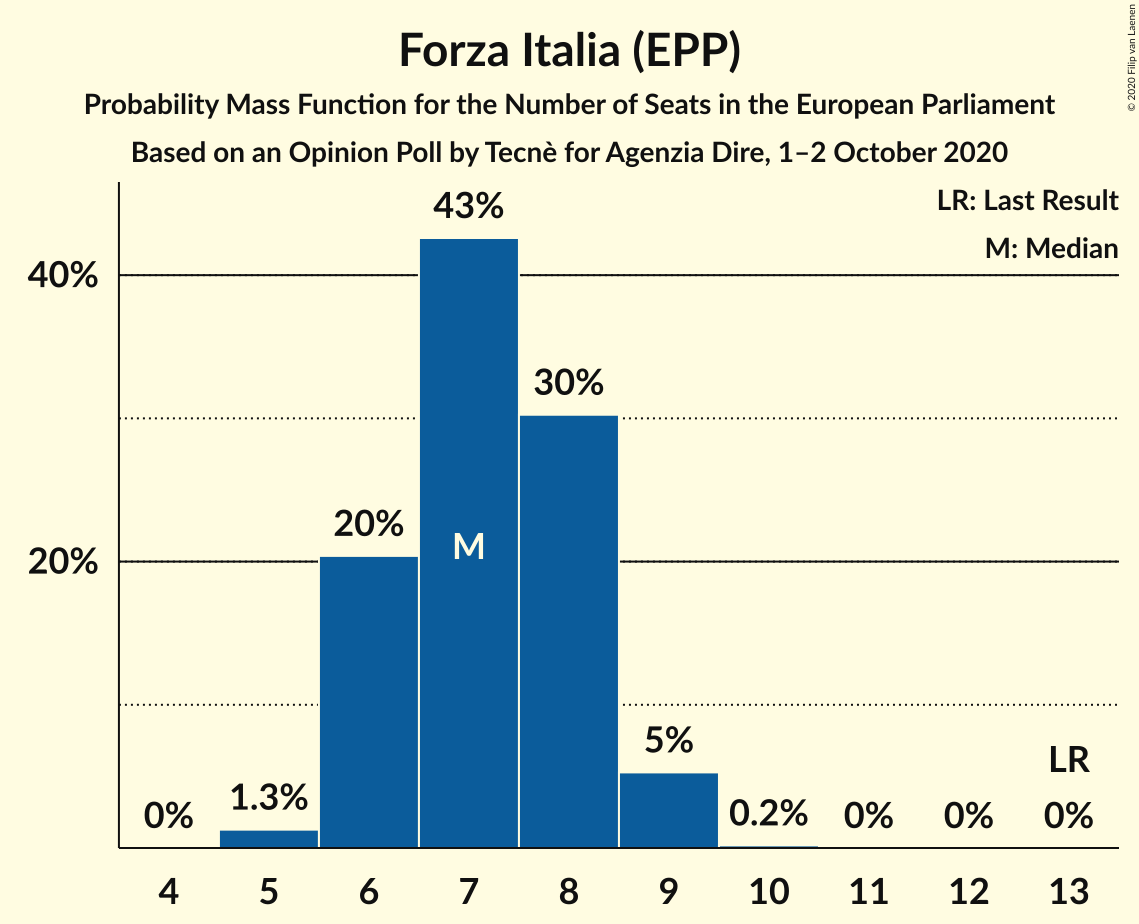 Forza Italia (EPP)
Probability Mass Function for the Number of Seats in the European Parliament
Based on an Opinion Poll by Tecnè for Agenzia Dire, 1–2 October 2020
© 2020 Filip van Laenen
LR: Last Result
M: Median
43%
40%
30%
20%
M
20%
5%
LR
1.3%
0%
0.2%
0%
0%
0%
4 5 6 7 8 9 10 11 12 13